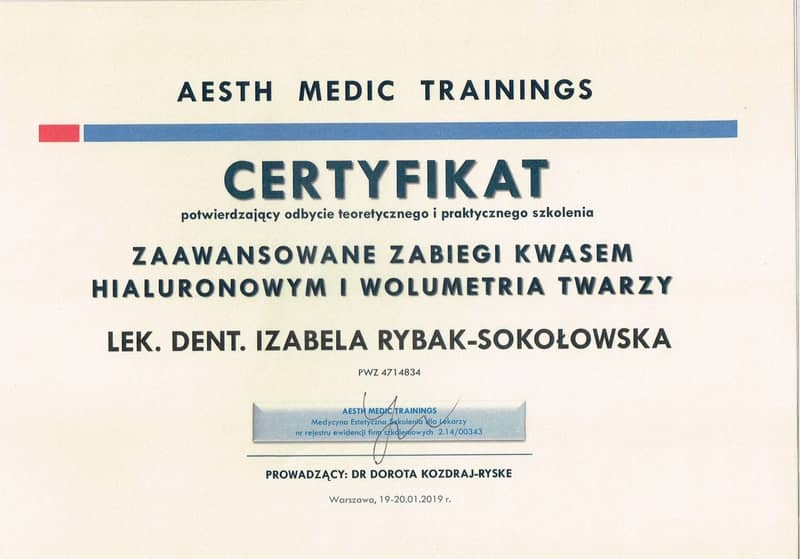 AESTH MEDIC TRAININGS
CERTYFIKAT
potwierdzający odbycie teoretycznego i praktycznego szkolenia
ZAAWANSOWANE ZABIEGI KWASEM
HIALURONOWYM I WOLUMETRIA TWARZY
LEK. DENT. IZABELA RYBAK-SOKOŁOWSKA
PWZ 4714834
AESTH MEDIC TRAININGS
Medycyna Estetyczna Szkolenia dla Lekarzy
nr rejestru ewidencji firm szkoleniowych 2.14/00343
PROWADZĄCY: DR DOROTA KOZDRAJ-RYSKE
Warszawa, 19-20.01.2019 r.